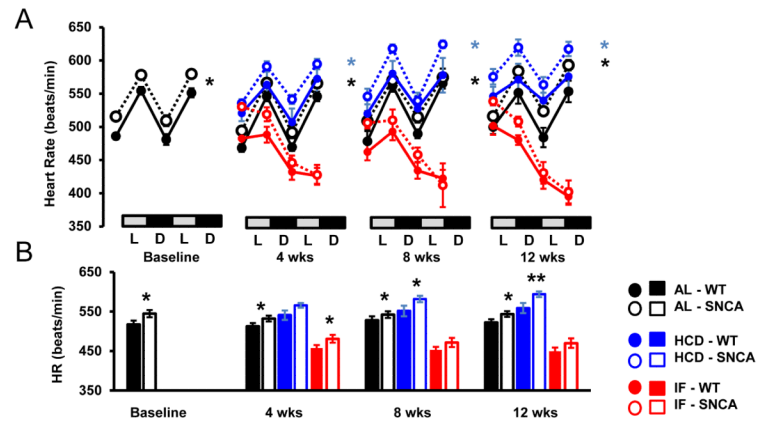 A
Heart Rate (beats/min)
650
600
550
500
450
400
350
*
*
*
*
*
*
*
L D L D
L D L D
L D L D
L D L D
Baseline 4 wks 8 wks 12 wks
B
HR (beats/min)
650
550
450
350
* * * * * * **
Baseline 4 wks 8 wks 12 wks
AL - WT
AL - SNCA
HCD - WT
HCD - SNCA
IF - WT
IF - SNCA